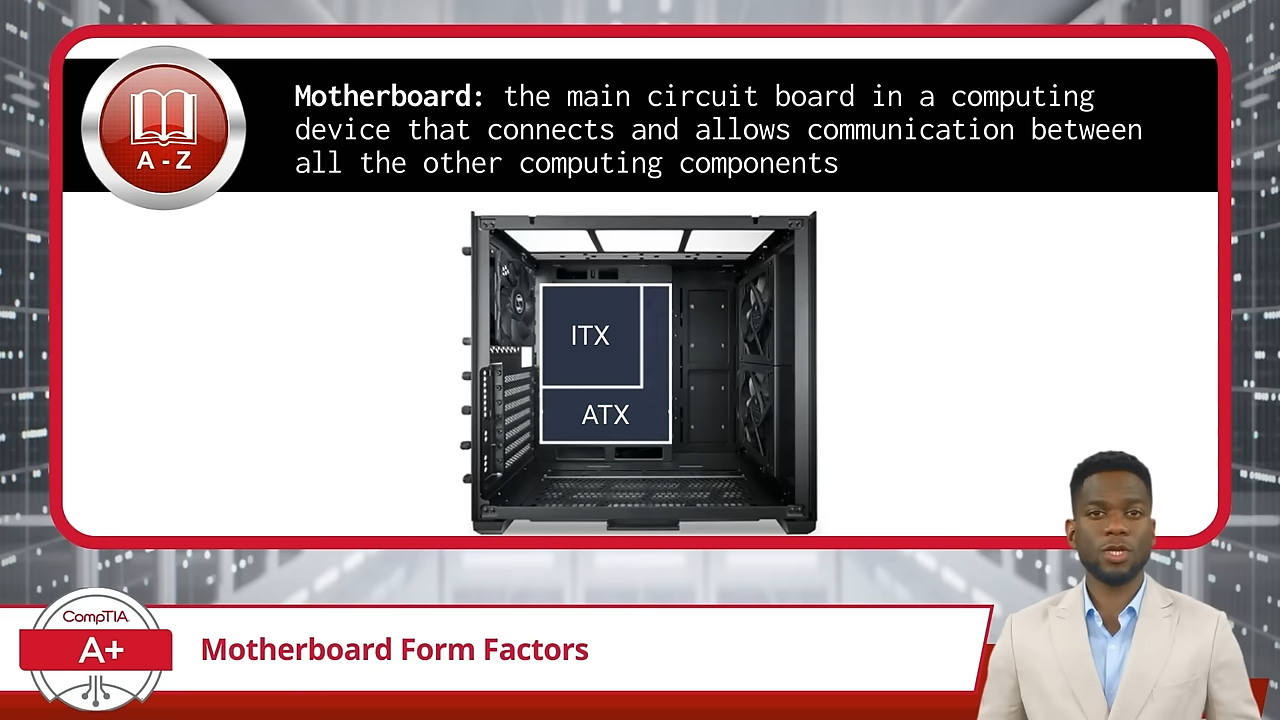 Motherboard: the main circuit board in a computing
device that connects and allows communication between
all the other computing components
A-Z
ITX
ATX
CompTIA
A+
Motherboard Form Factors